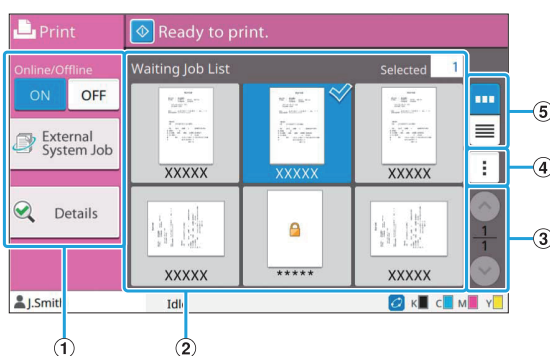 Print
Ready to print.
Online/Offline
ON OFF
External
System Job
Details
Waiting Job List
Selected 1
XXXXX XXXXX XXXXX
XXXXX ***** XXXXX
1
1
J.Smith
K C M Y
1
2
3
4
5